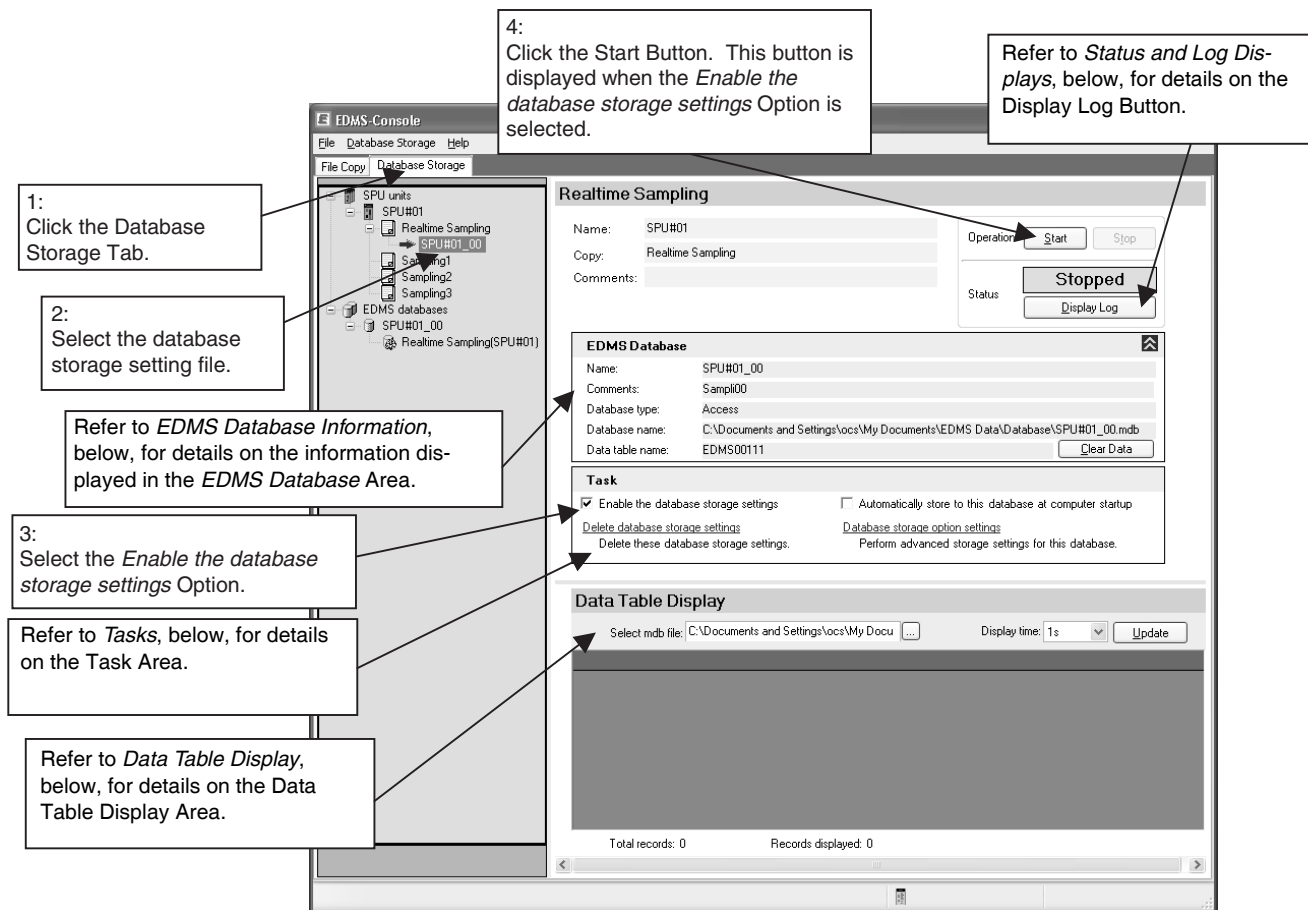 4:
Click the Start Button.  This button is
displayed when the Enable the
database storage settings Option is
selected.
Refer to Status and Log Dis-
plays, below, for details on the
Display Log Button.
EDMS-Console
File Database Storage Help
File Copy Database Storage
1:
Click the Database
Storage Tab.
SPU units
SPU#01
Realtime Sampling
SPU#01_00
Sampling1
Sampling2
Sampling3
EDMS databases
SPU#01_00
Realtime Sampling(SPU#01)
2:
Select the database
storage setting file.
Realtime Sampling
Name: SPU#01
Copy: Realtime Sampling
Comments:
Operation Start Stop
Status Stopped
Display Log
EDMS Database
Name: SPU#01_00
Comments: Sampli00
Database type: Access
Database name: C:\Documents and Settings\ocs\My Documents\EDMS Data\Database\SPU#01_00.mdb
Data table name: EDMS00111 Clear Data
Refer to EDMS Database Information,
below, for details on the information dis-
played in the EDMS Database Area.
Task
Enable the database storage settings Automatically store to this database at computer startup
Delete database storage settings Database storage option settings
Delete these database storage settings. Perform advanced storage settings for this database.
3:
Select the Enable the database
storage settings Option.
Refer to Tasks, below, for details
on the Task Area.
Data Table Display
Select mdb file: C:\Documents and Settings\ocs\My Docu ... Display time: 1s Update
Refer to Data Table Display,
below, for details on the Data
Table Display Area.
Total records: 0 Records displayed: 0